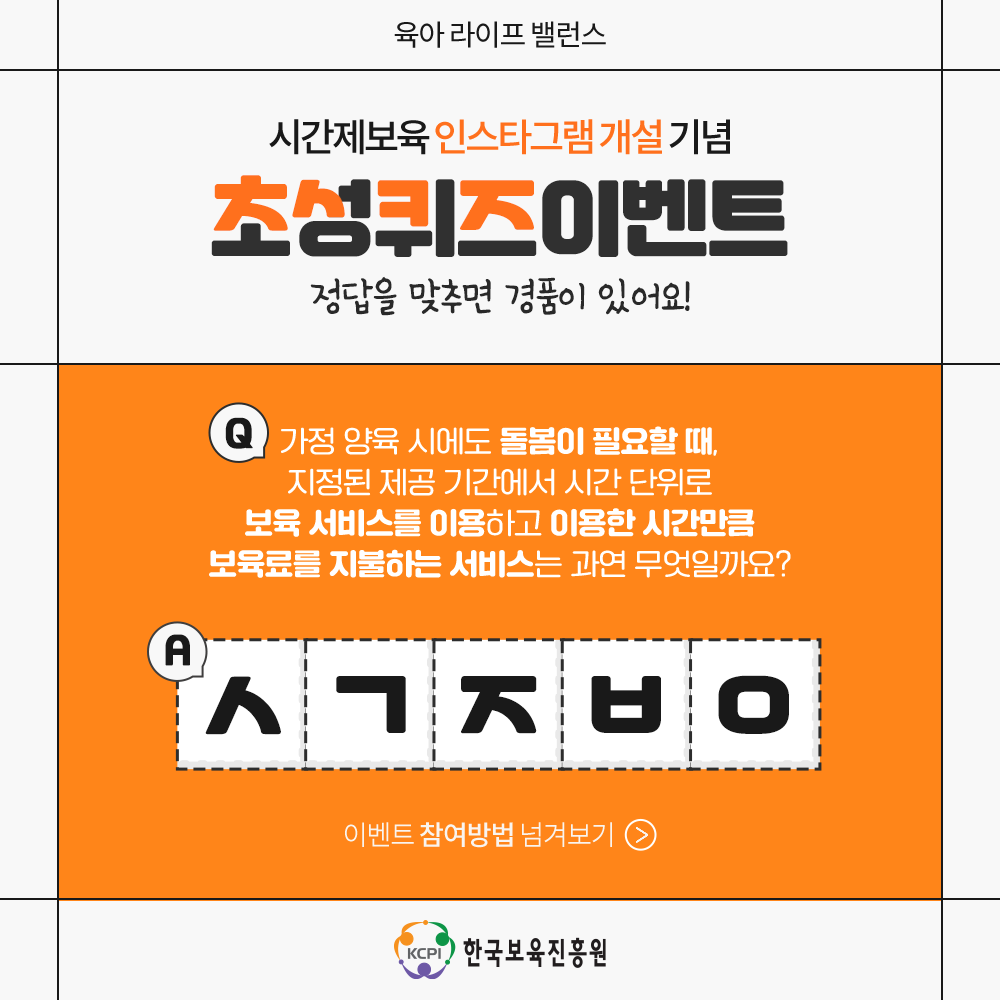 육아 라이프 밸런스
시간제보육 인스타그램 개설 기념
초성퀴즈이벤트
정답을 맞추면 경품이 있어요!
Q
가정 양육 시에도 돌봄이 필요할 때,
지정된 제공 기간에서 시간 단위로
보육 서비스를 이용하고 이용한 시간만큼
보육료를 지불하는 서비스는 과연 무엇일까요?
A
ㅅ ㄱ ㅈ ㅂ ㅇ
이벤트 참여방법 넘겨보기 >
KCPI 한국보육진흥원